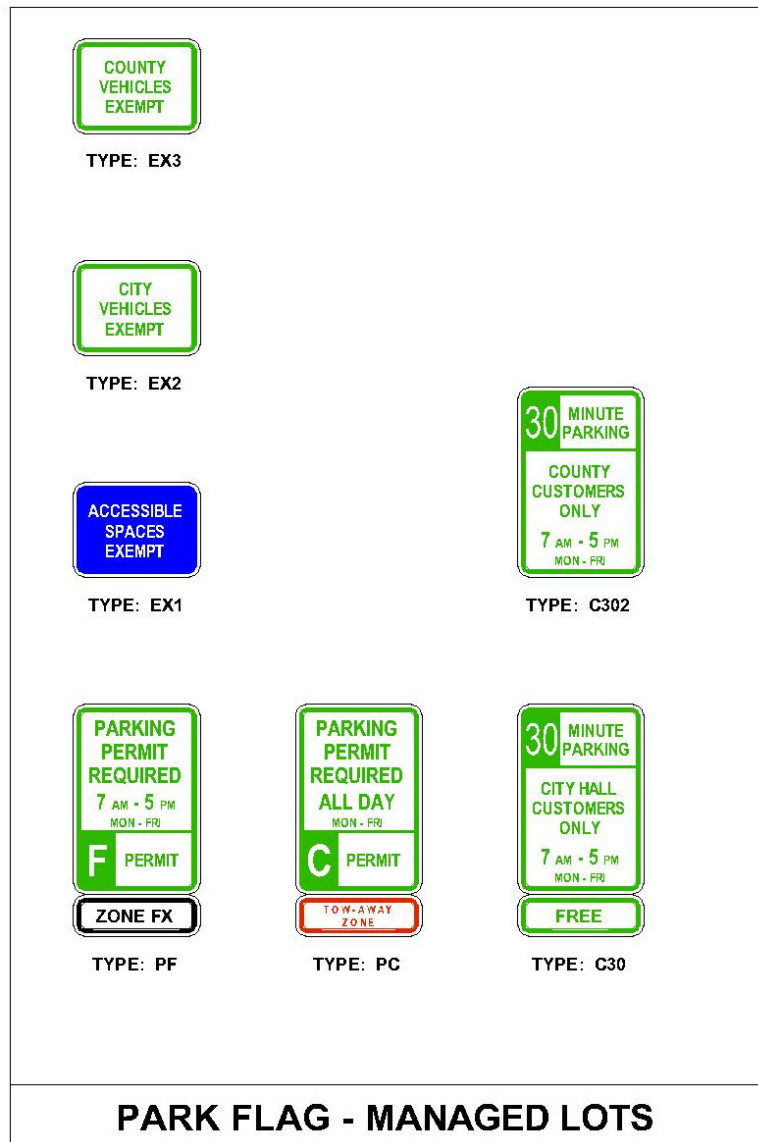 COUNTY
VEHICLES
EXEMPT
TYPE: EX3
CITY
VEHICLES
EXEMPT
TYPE: EX2
30 MINUTE
PARKING
COUNTY
CUSTOMERS
ONLY
7 AM - 5 PM
MON - FRI
TYPE: C302
ACCESSIBLE
SPACES
EXEMPT
TYPE: EX1
PARKING
PERMIT
REQUIRED
7 AM - 5 PM
MON - FRI
F PERMIT
ZONE FX
TYPE: PF
PARKING
PERMIT
REQUIRED
ALL DAY
MON - FRI
C PERMIT
TOW-AWAY
ZONE
TYPE: PC
30 MINUTE
PARKING
CITY HALL
CUSTOMERS
ONLY
7 AM - 5 PM
MON - FRI
FREE
TYPE: C30
PARK FLAG - MANAGED LOTS